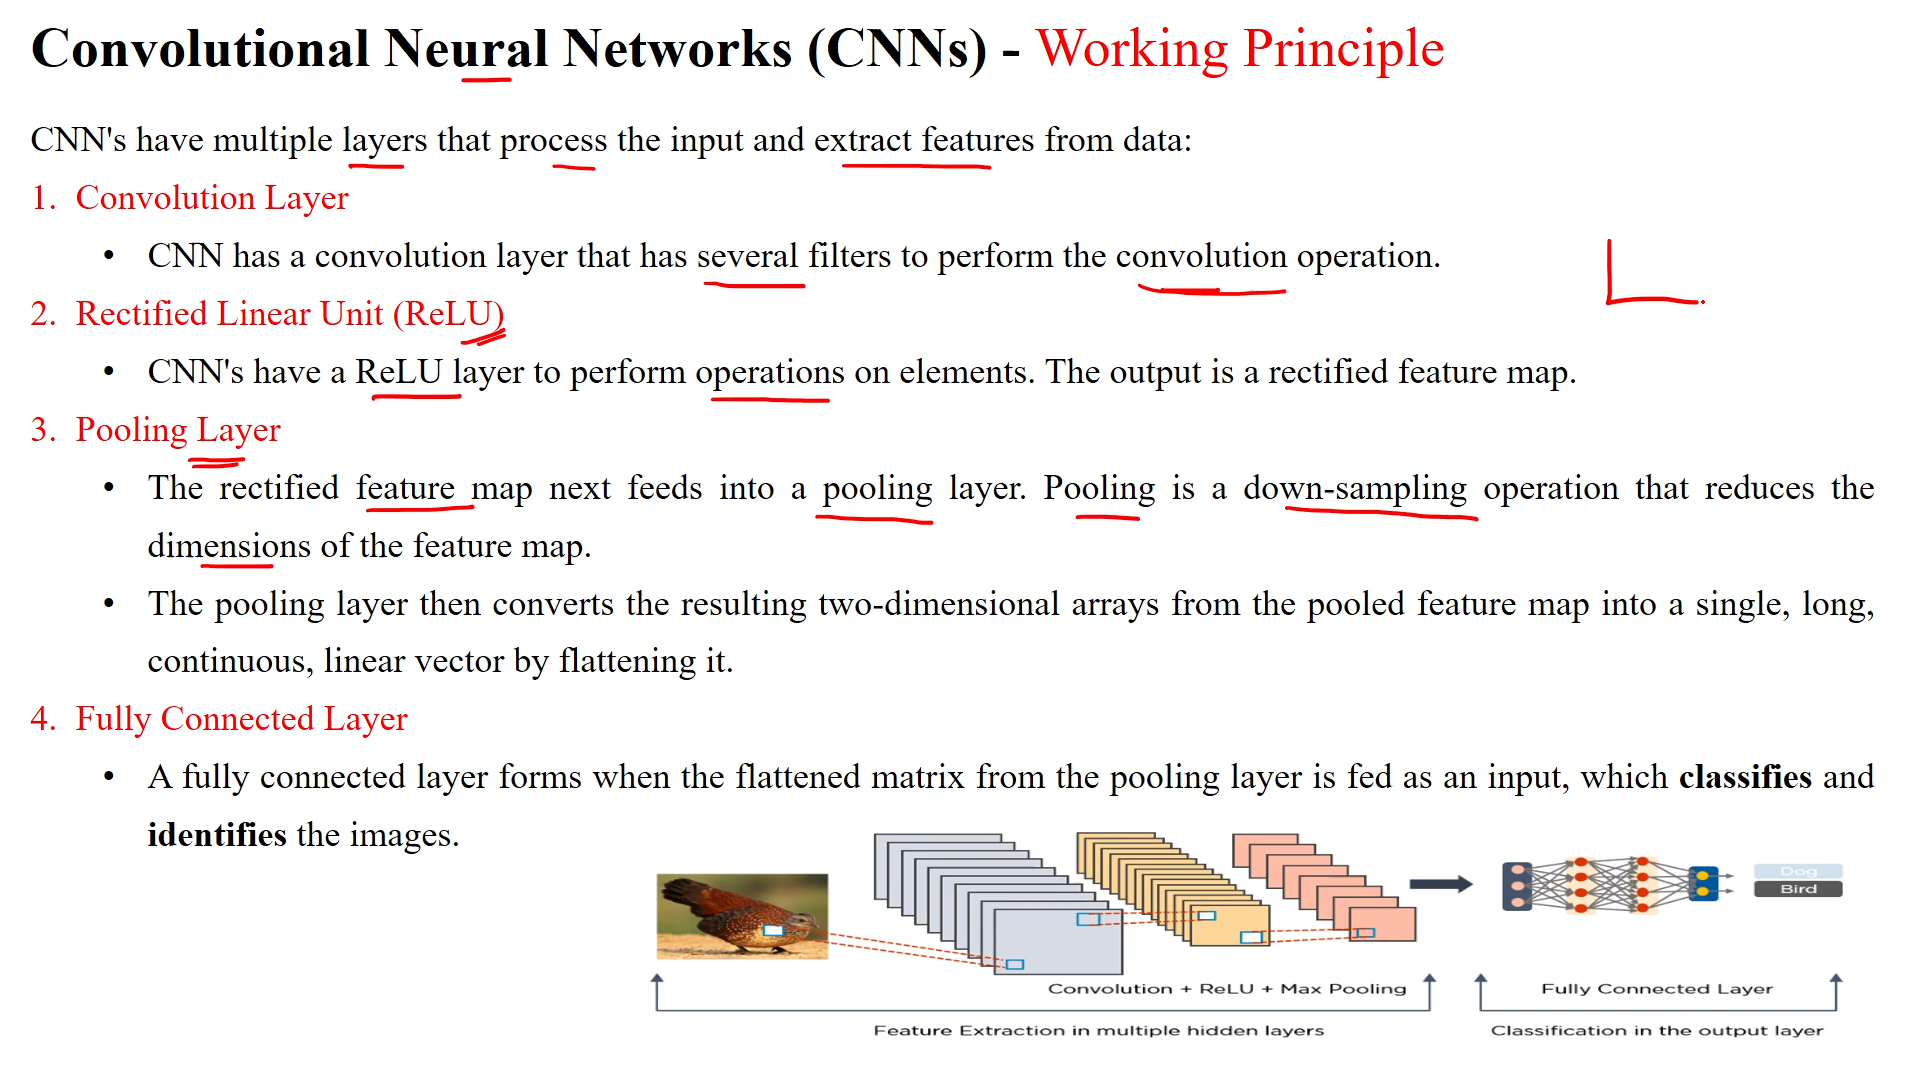 Convolutional Neural Networks (CNNs) - Working Principle
CNN's have multiple layers that process the input and extract features from data:
1. Convolution Layer
• CNN has a convolution layer that has several filters to perform the convolution operation.
2. Rectified Linear Unit (ReLU)
• CNN's have a ReLU layer to perform operations on elements. The output is a rectified feature map.
3. Pooling Layer
• The rectified feature map next feeds into a pooling layer. Pooling is a down-sampling operation that reduces the
dimensions of the feature map.
• The pooling layer then converts the resulting two-dimensional arrays from the pooled feature map into a single, long,
continuous, linear vector by flattening it.
4. Fully Connected Layer
• A fully connected layer forms when the flattened matrix from the pooling layer is fed as an input, which classifies and
identifies the images.
Dog
Bird
Convolution + ReLU + Max Pooling
Fully Connected Layer
Feature Extraction in multiple hidden layers
Classification in the output layer